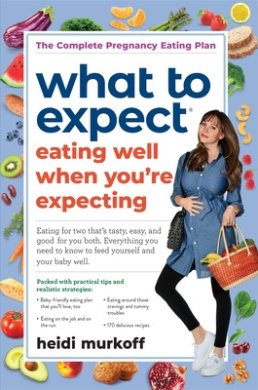 The Complete Pregnancy Eating Plan
what to
expect®
eating well
when you're
expecting
Eating for two that's tasty, easy, and
good for you both. Everything you
need to know to feed yourself and
your baby well.
Packed with practical tips and
realistic strategies:
• Baby-friendly eating plan
that you'll love, too
• Eating on the job and on
the run
• Eating around those
cravings and tummy
troubles
• 170 delicious recipes
heidi murkoff